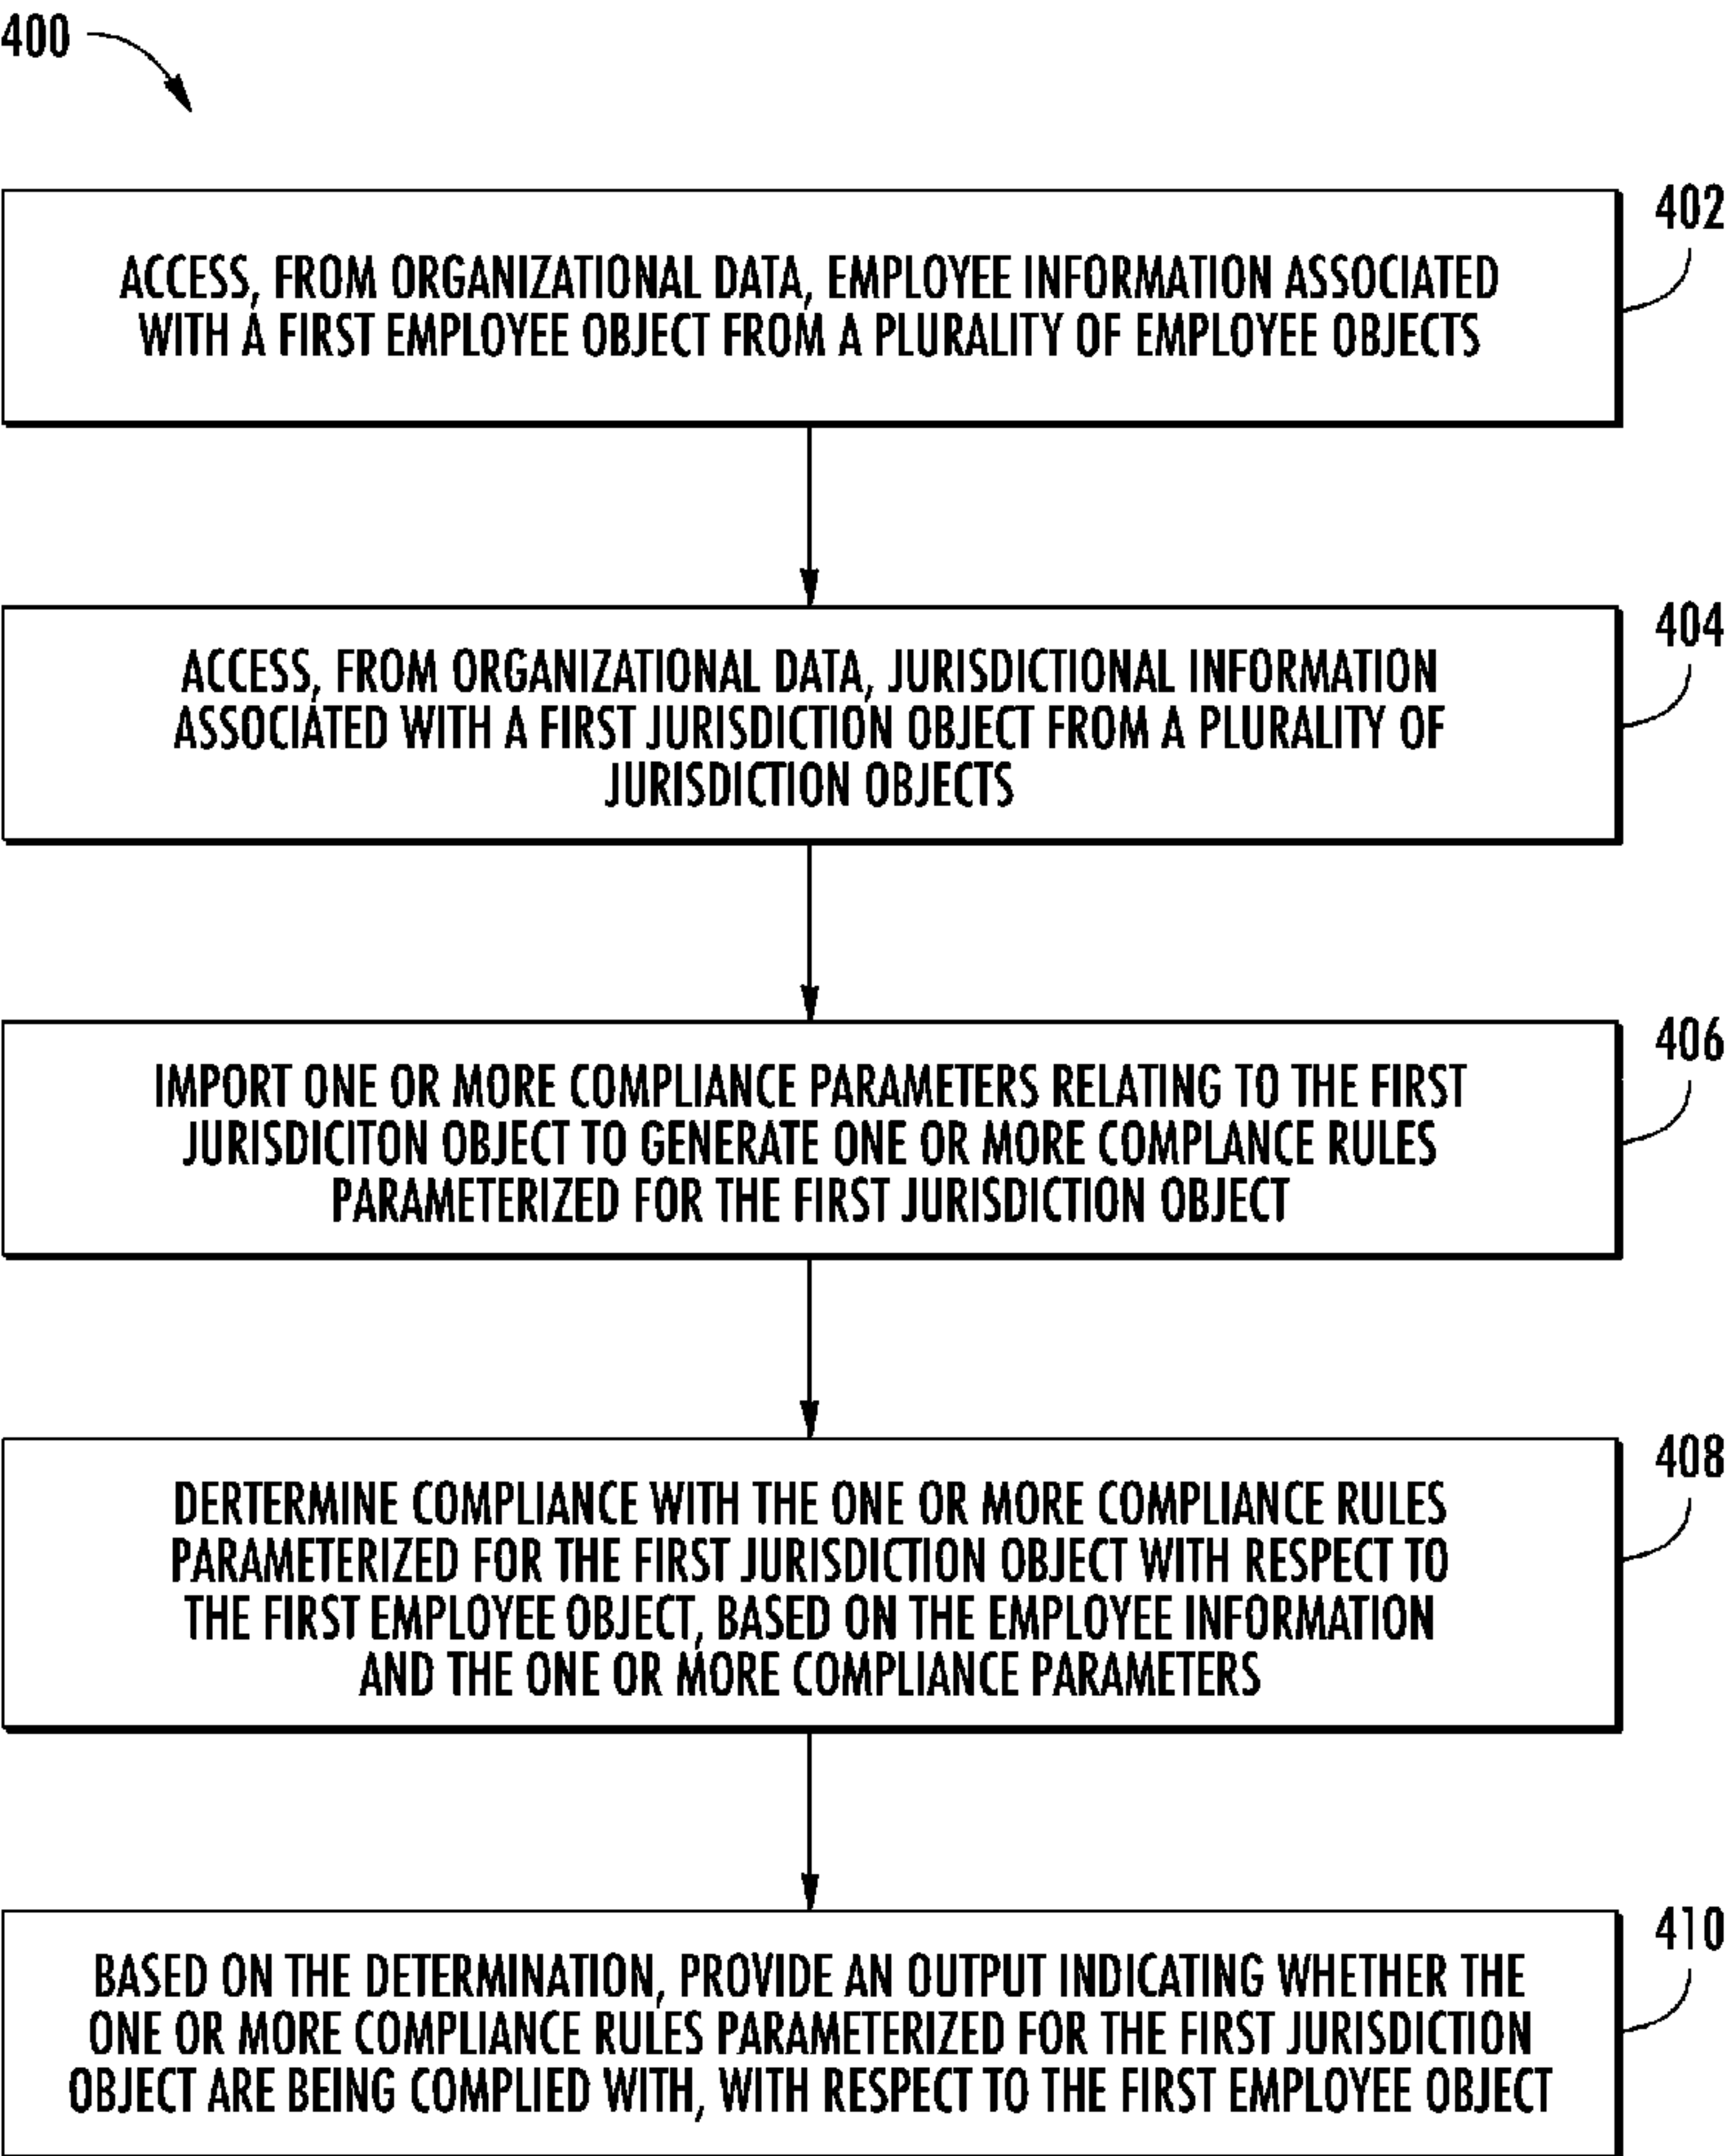 400
402
ACCESS, FROM ORGANIZATIONAL DATA, EMPLOYEE INFORMATION ASSOCIATED
WITH A FIRST EMPLOYEE OBJECT FROM A PLURALITY OF EMPLOYEE OBJECTS
404
ACCESS, FROM ORGANIZATIONAL DATA, JURISDICTIONAL INFORMATION
ASSOCIATED WITH A FIRST JURISDICTION OBJECT FROM A PLURALITY OF
JURISDICTION OBJECTS
406
IMPORT ONE OR MORE COMPLIANCE PARAMETERS RELATING TO THE FIRST
JURISDICITON OBJECT TO GENERATE ONE OR MORE COMPLANCE RULES
PARAMETERIZED FOR THE FIRST JURISDICTION OBJECT
408
DERTERMINE COMPLIANCE WITH THE ONE OR MORE COMPLIANCE RULES
PARAMETERIZED FOR THE FIRST JURISDICTION OBJECT WITH RESPECT TO
THE FIRST EMPLOYEE OBJECT, BASED ON THE EMPLOYEE INFORMATION
AND THE ONE OR MORE COMPLIANCE PARAMETERS
410
BASED ON THE DETERMINATION, PROVIDE AN OUTPUT INDICATING WHETHER THE
ONE OR MORE COMPLIANCE RULES PARAMETERIZED FOR THE FIRST JURISDICTION
OBJECT ARE BEING COMPLIED WITH, WITH RESPECT TO THE FIRST EMPLOYEE OBJECT